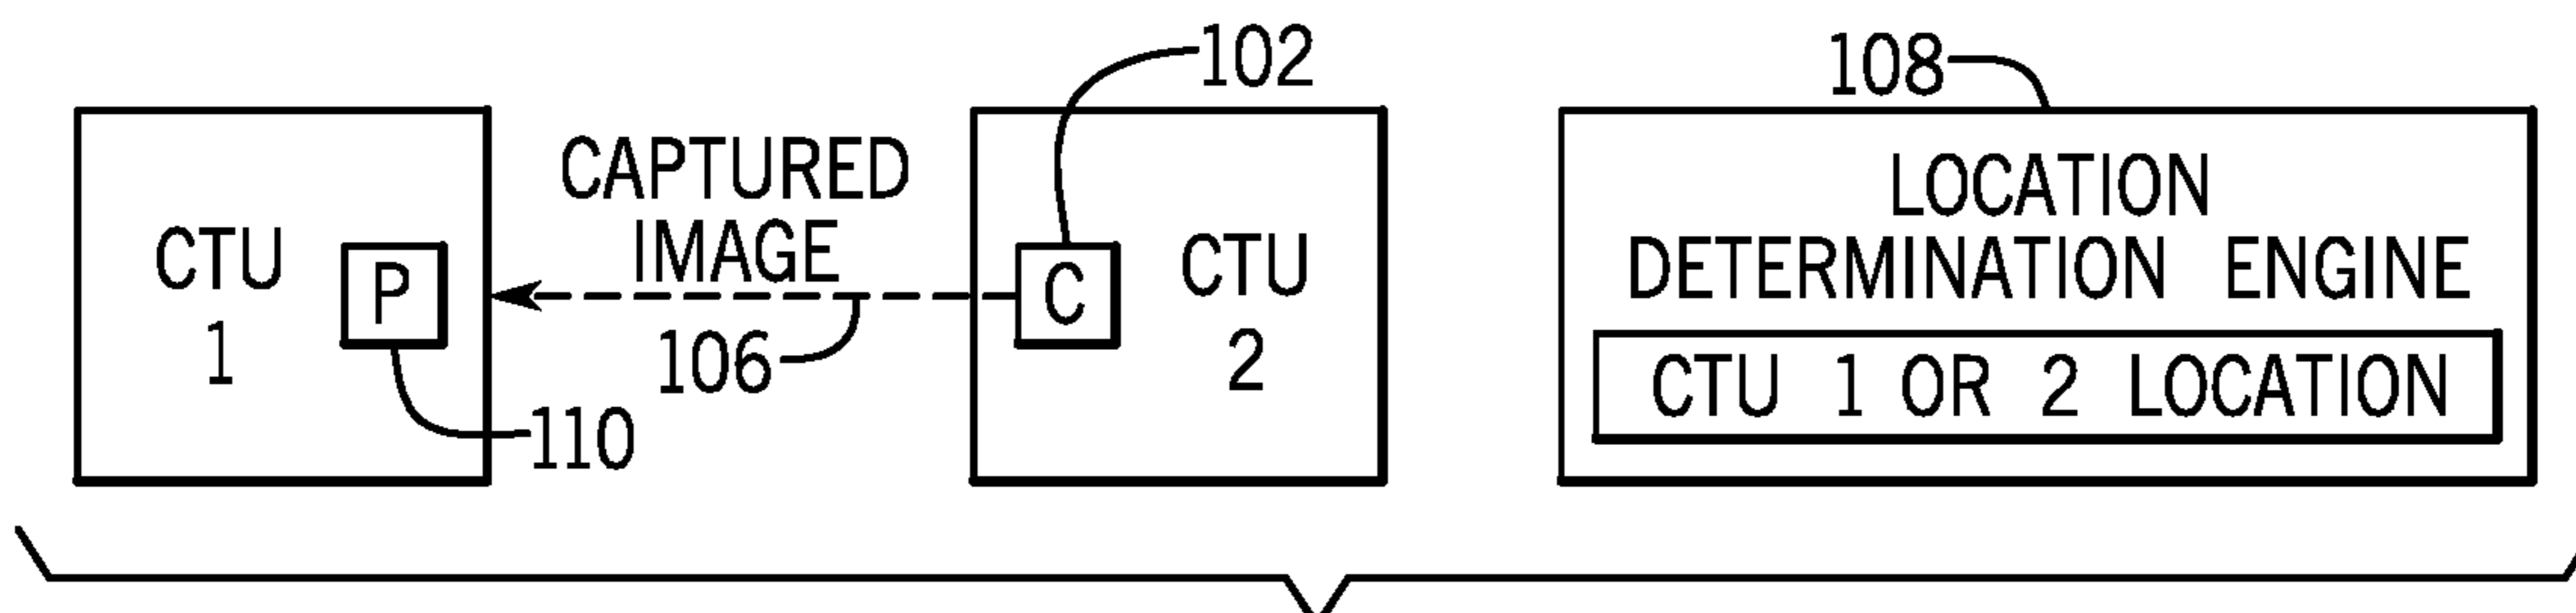 102
108
CAPTURED
IMAGE
CTU
1
P
C
CTU
2
106
110
LOCATION
DETERMINATION ENGINE
CTU 1 OR 2 LOCATION